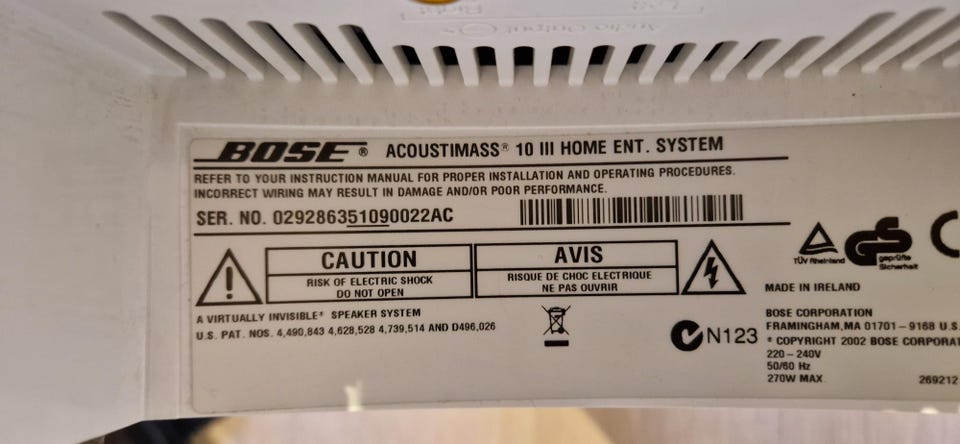 Audio Output
BOSE® ACOUSTIMASS® 10 III HOME ENT. SYSTEM
REFER TO YOUR INSTRUCTION MANUAL FOR PROPER INSTALLATION AND OPERATING PROCEDURES.
INCORRECT WIRING MAY RESULT IN DAMAGE AND/OR POOR PERFORMANCE.
SER. NO. 029286351090022AC
CAUTION
RISK OF ELECTRIC SHOCK
DO NOT OPEN
AVIS
RISQUE DE CHOC ELECTRIQUE
NE PAS OUVRIR
A VIRTUALLY INVISIBLE® SPEAKER SYSTEM
U.S. PAT. NOS. 4,490,843 4,628,528 4,739,514 AND D496,026
N123
TÜV Rheinland
GS
geprüfte
Sicherheit
MADE IN IRELAND
BOSE CORPORATION
FRAMINGHAM,MA 01701–9168 U.S.
© COPYRIGHT 2002 BOSE CORPORAT
220–240V
50/60 Hz
270W MAX
269212